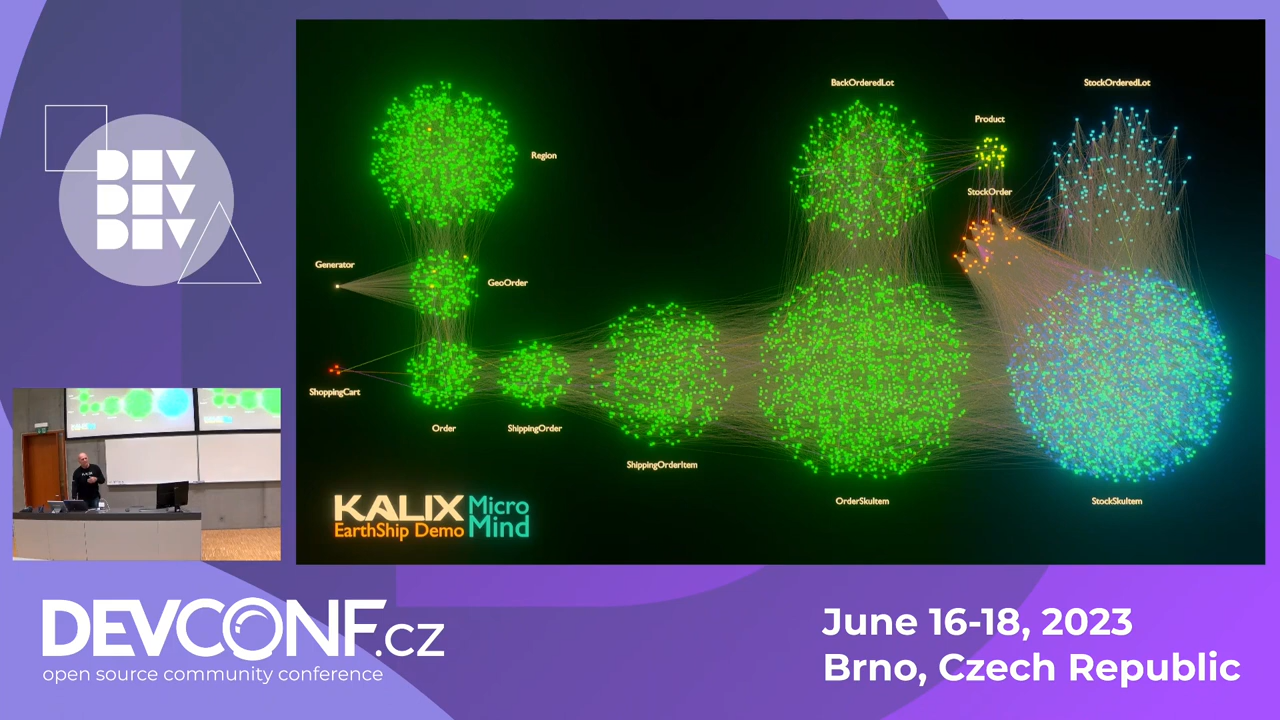 DEV
DEV
DEV
BackOrderedLot
StockOrderedLot
Product
Region
StockOrder
Generator
GeoOrder
ShoppingCart
Order
ShippingOrder
ShippingOrderItem
OrderSkuItem
StockSkuItem
KALIX Micro
EarthShip Demo Mind
DEVCONF.cz
open source community conference
June 16-18, 2023
Brno, Czech Republic